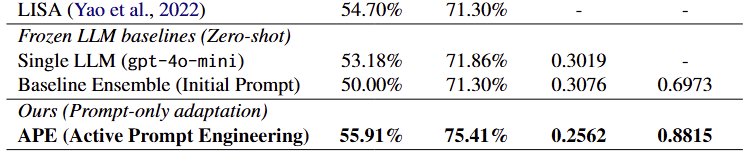 LISA (Yao et al., 2022) 54.70% 71.30% - -
Frozen LLM baselines (Zero-shot)
Single LLM (gpt-4o-mini) 53.18% 71.86% 0.3019 -
Baseline Ensemble (Initial Prompt) 50.00% 71.30% 0.3076 0.6973
Ours (Prompt-only adaptation)
APE (Active Prompt Engineering) 55.91% 75.41% 0.2562 0.8815